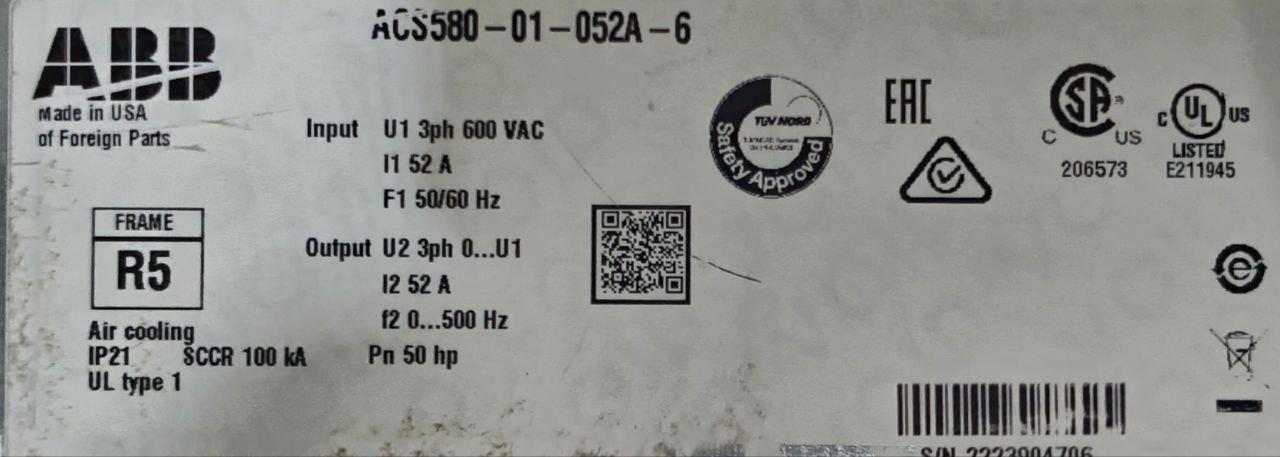 ABB
ACS580-01-052A-6
Made in USA
of Foreign Parts
Input U1 3ph 600 VAC
I1 52 A
F1 50/60 Hz
Output U2 3ph 0...U1
I2 52 A
f2 0...500 Hz
Pn 50 hp
FRAME
R5
Air cooling
IP21 SCCR 100 kA
UL type 1
TÜV NORD
Safety Approved
EAC
C SA US
206573
C UL US
LISTED
E211945
e
S/N 2223904706